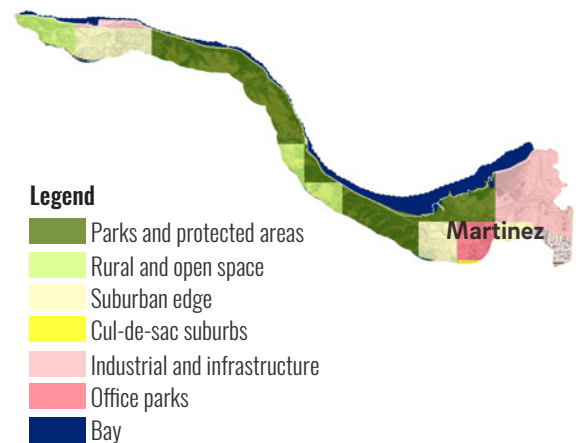 Martinez
Legend
Parks and protected areas
Rural and open space
Suburban edge
Cul-de-sac suburbs
Industrial and infrastructure
Office parks
Bay